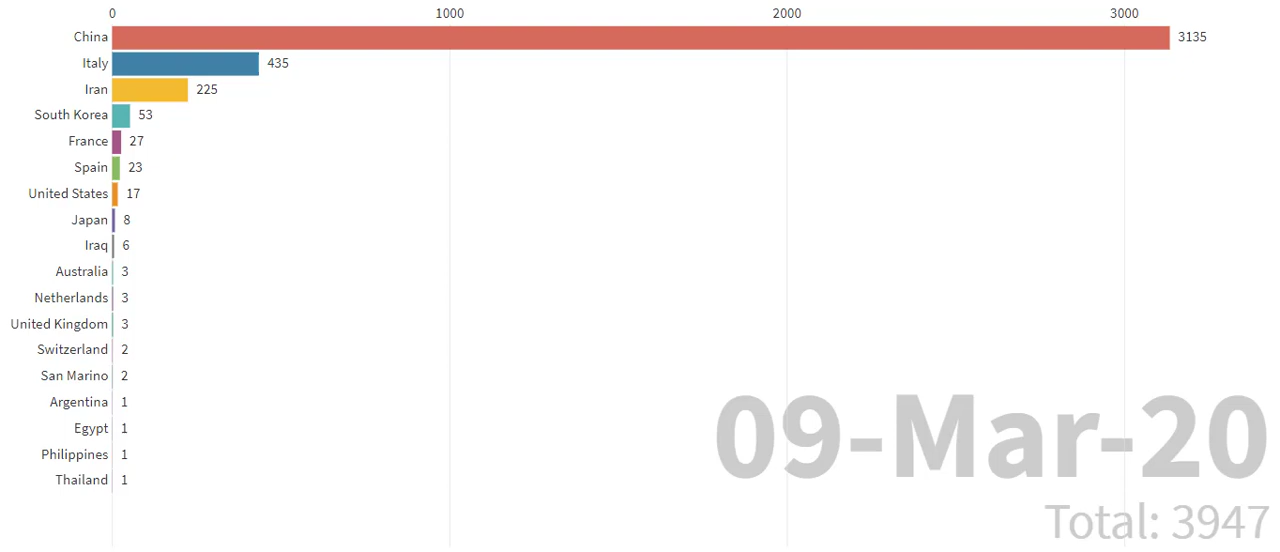 0 1000 2000 3000
China 3135
Italy 435
Iran 225
South Korea 53
France 27
Spain 23
United States 17
Japan 8
Iraq 6
Australia 3
Netherlands 3
United Kingdom 3
Switzerland 2
San Marino 2
Argentina 1
Egypt 1
Philippines 1
Thailand 1
09-Mar-20
Total: 3947